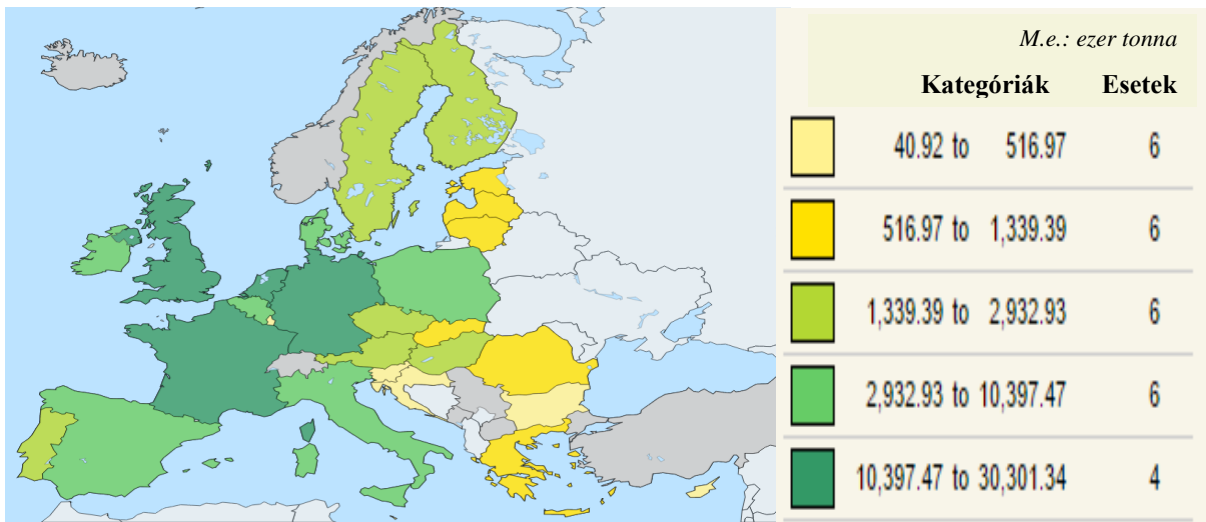 M.e.: ezer tonna
Kategóriák Esetek
40.92 to 516.97 6
516.97 to 1,339.39 6
1,339.39 to 2,932.93 6
2,932.93 to 10,397.47 6
10,397.47 to 30,301.34 4